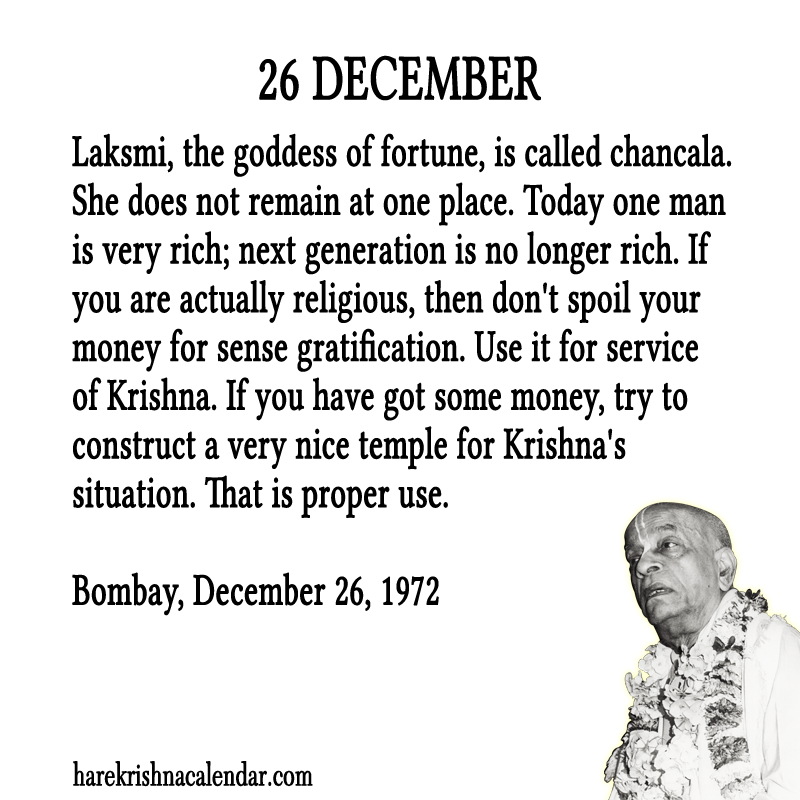 26 DECEMBER
Laksmi, the goddess of fortune, is called chancala.
She does not remain at one place. Today one man
is very rich; next generation is no longer rich. If
you are actually religious, then don't spoil your
money for sense gratification. Use it for service
of Krishna. If you have got some money, try to
construct a very nice temple for Krishna's
situation. That is proper use.
Bombay, December 26, 1972
harekrishnacalendar.com